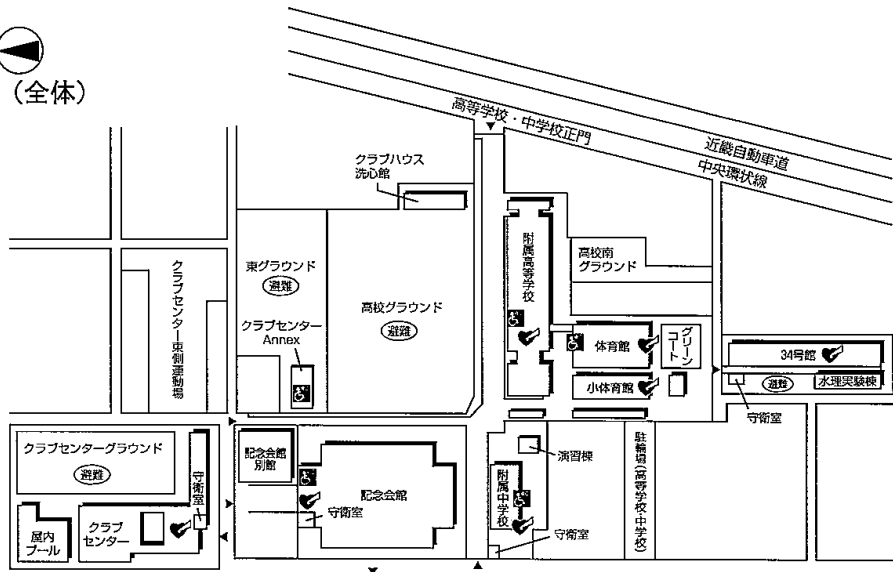 (全体)
高等学校・中学校正門
近畿自動車道
中央環状線
クラブハウス
洗心館
クラブセンター東側運動場
東グラウンド
避難
クラブセンター
Annex
高校グラウンド
避難
附属高等学校
高校南
グラウンド
体育館
グリーン
コート
小体育館
34号館
避難
水理実験棟
守衛室
クラブセンターグラウンド
避難
守衛室
屋内
プール
クラブ
センター
記念会館
別館
記念会館
守衛室
演習棟
附属中学校
守衛室
駐輪場(高等学校・中学校)